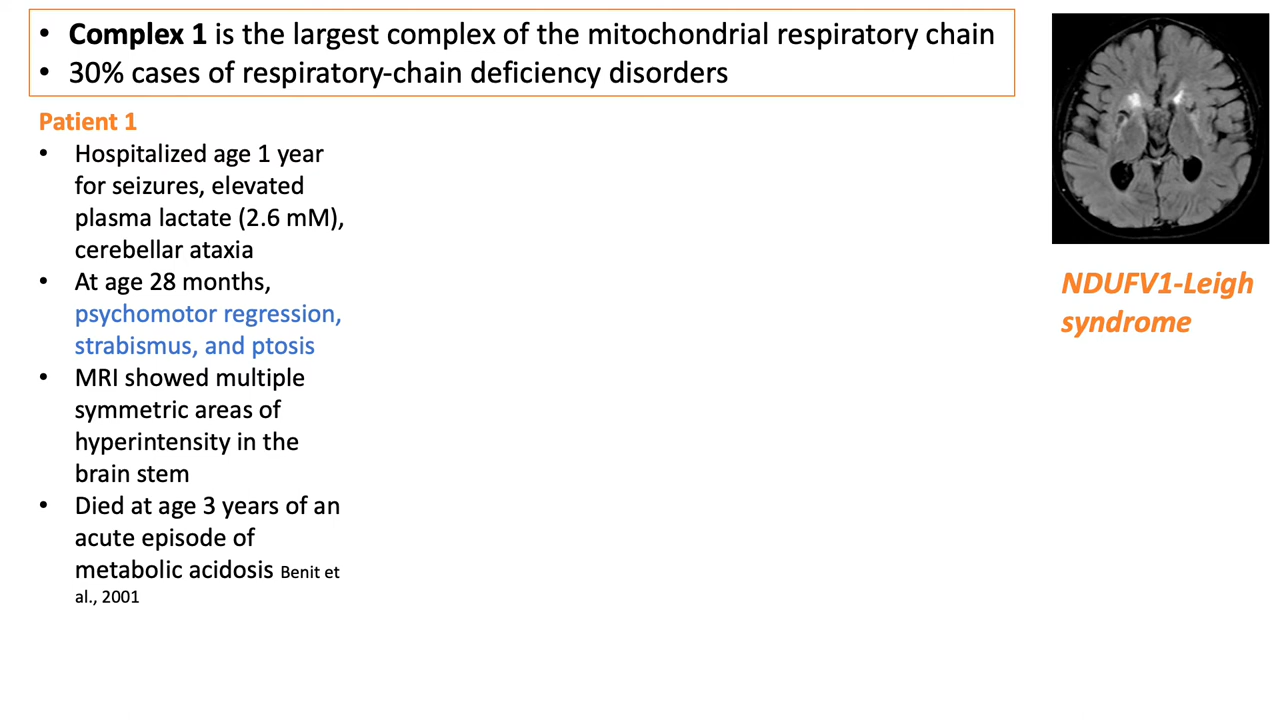 • Complex 1 is the largest complex of the mitochondrial respiratory chain
• 30% cases of respiratory-chain deficiency disorders
Patient 1
• Hospitalized age 1 year
for seizures, elevated
plasma lactate (2.6 mM),
cerebellar ataxia
• At age 28 months,
psychomotor regression,
strabismus, and ptosis
• MRI showed multiple
symmetric areas of
hyperintensity in the
brain stem
• Died at age 3 years of an
acute episode of
metabolic acidosis Benit et
al., 2001
NDUFV1-Leigh
syndrome